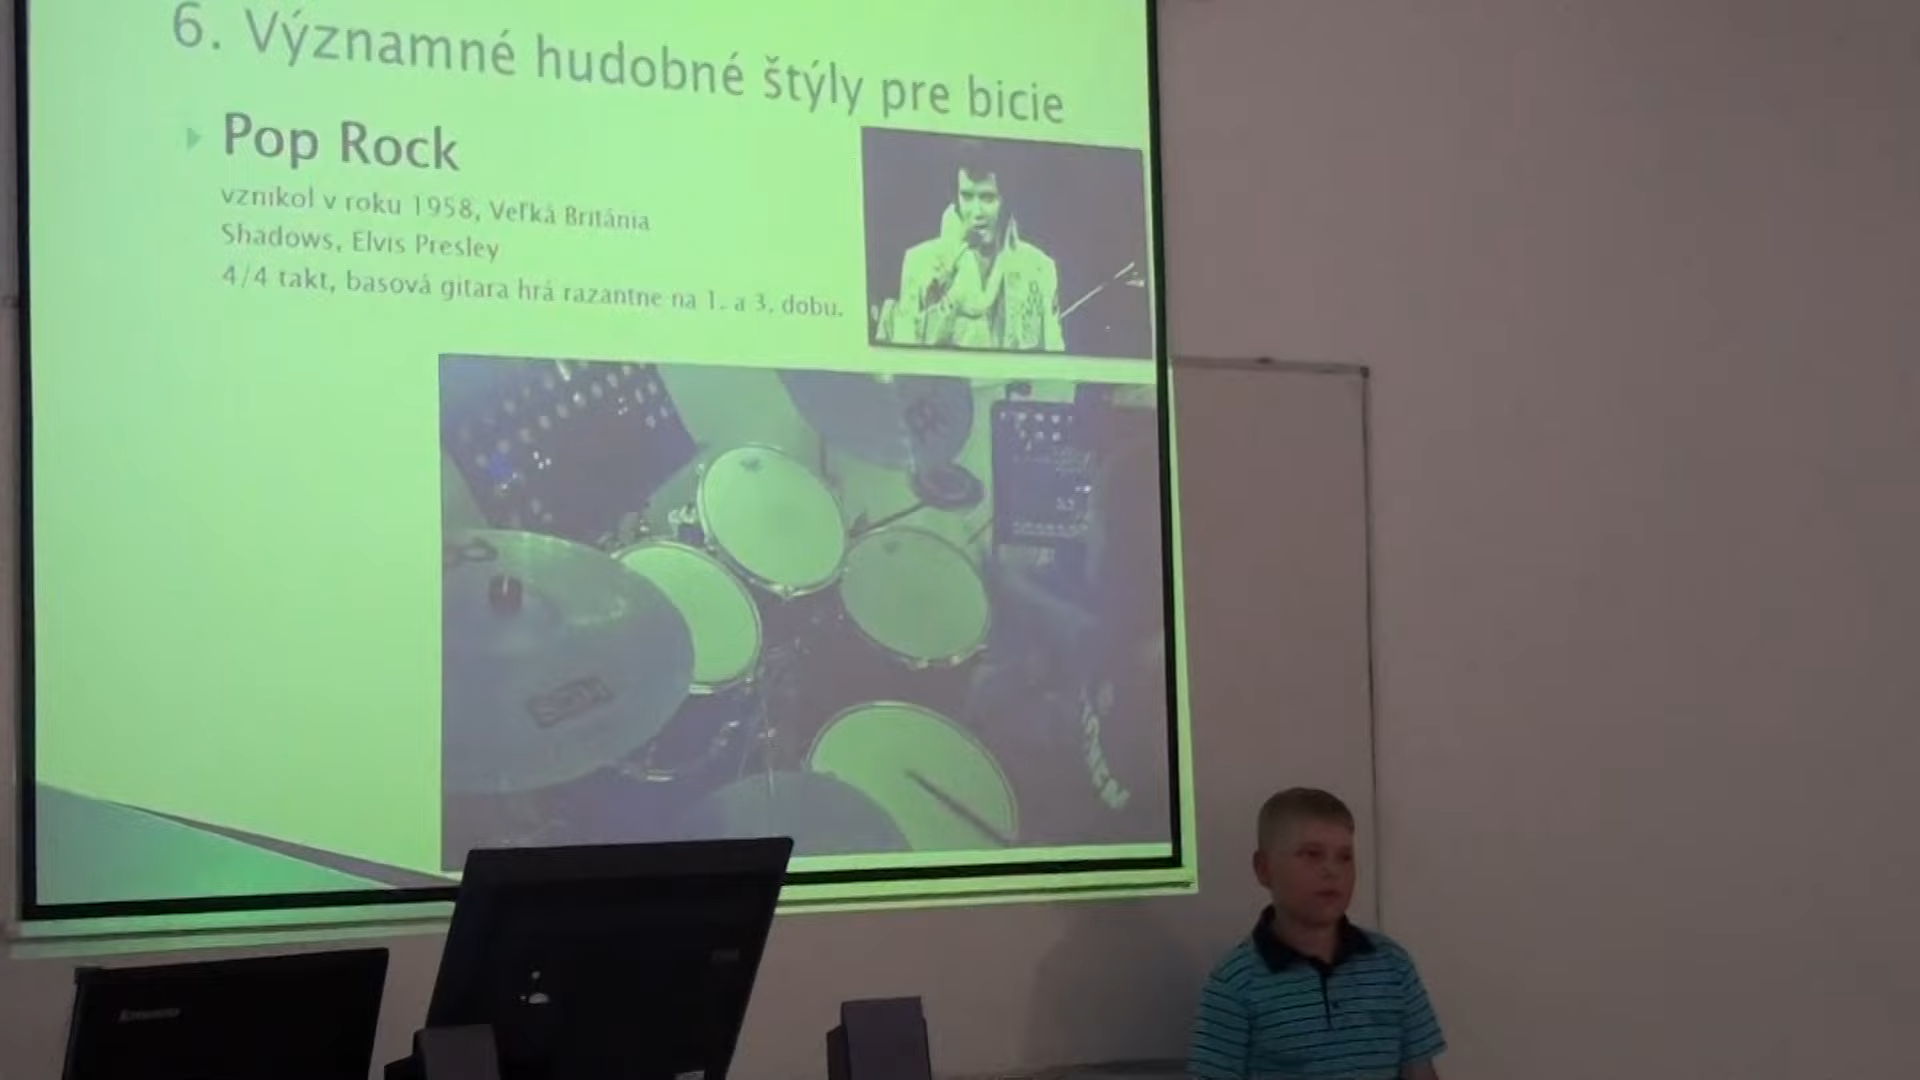 6. Významné hudobné štýly pre bicie
Pop Rock
vznikol v roku 1958, Veľká Británia
Shadows, Elvis Presley
4/4 takt, basová gitara hrá razantne na 1. a 3. dobu.